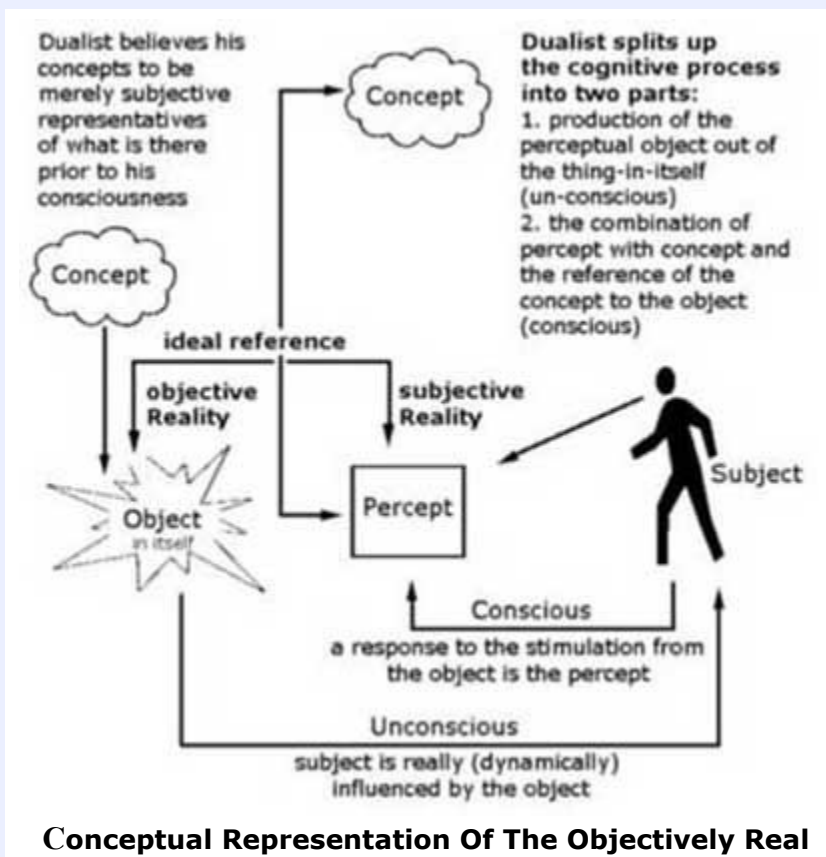 Dualist believes his
concepts to be
merely subjective
representatives
of what is there
prior to his
consciousness
Concept
Dualist splits up
the cognitive process
into two parts:
1. production of the
perceptual object out of
the thing-in-itself
(un-conscious)
2. the combination of
percept with concept and
the reference of the
concept to the object
(conscious)
Concept
ideal reference
objective
Reality
subjective
Reality
Object
in itself
Percept
Subject
Conscious
a response to the stimulation from
the object is the percept
Unconscious
subject is really (dynamically)
influenced by the object
Conceptual Representation Of The Objectively Real